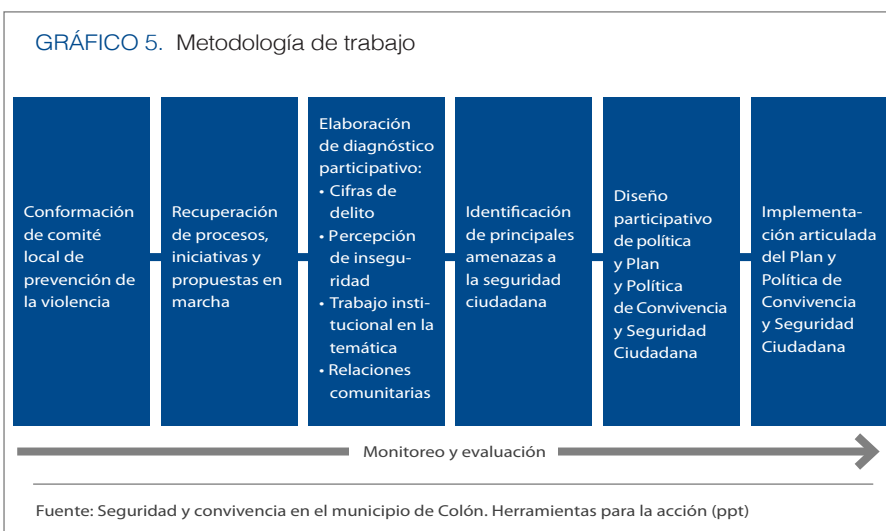 GRÁFICO 5. Metodología de trabajo
Conformación
de comité
local de
prevención de
la violencia
Recuperación
de procesos,
iniciativas y
propuestas en
marcha
Elaboración
de diagnóstico
participativo:
• Cifras de
delito
• Percepción
de insegu-
ridad
• Trabajo insti-
tucional en la
temática
• Relaciones
comunitarias
Identificación
de principales
amenazas a
la seguridad
ciudadana
Diseño
participativo
de política
y Plan
y Política
de Convivencia
y Seguridad
Ciudadana
Implementa-
ción articulada
del Plan y
Política de
Convivencia
y Seguridad
Ciudadana
Monitoreo y evaluación
Fuente: Seguridad y convivencia en el municipio de Colón. Herramientas para la acción (ppt)